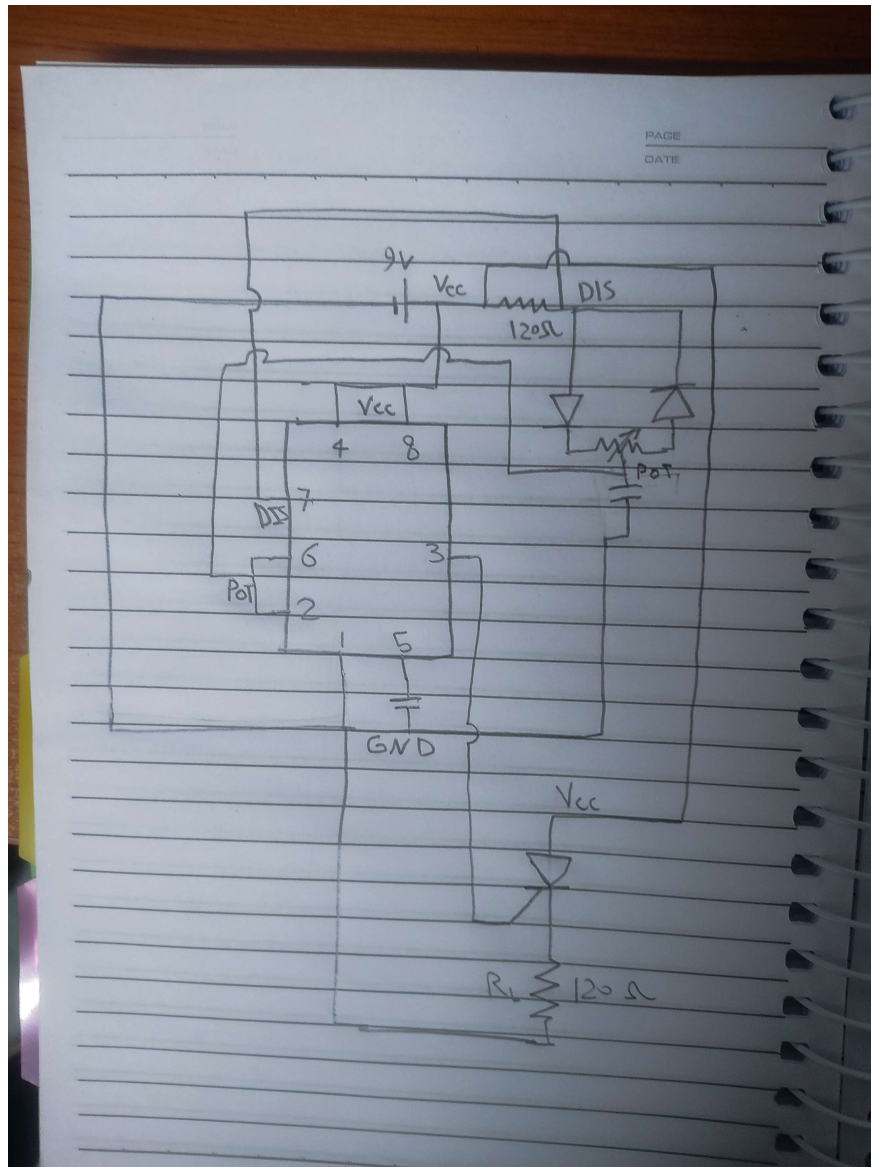 PAGE
DATE
9V
Vcc
DIS
120Ω
Vcc
4 8
POT
7
DIS
6 3
POT
2
1 5
GND
Vcc
RL 120 Ω